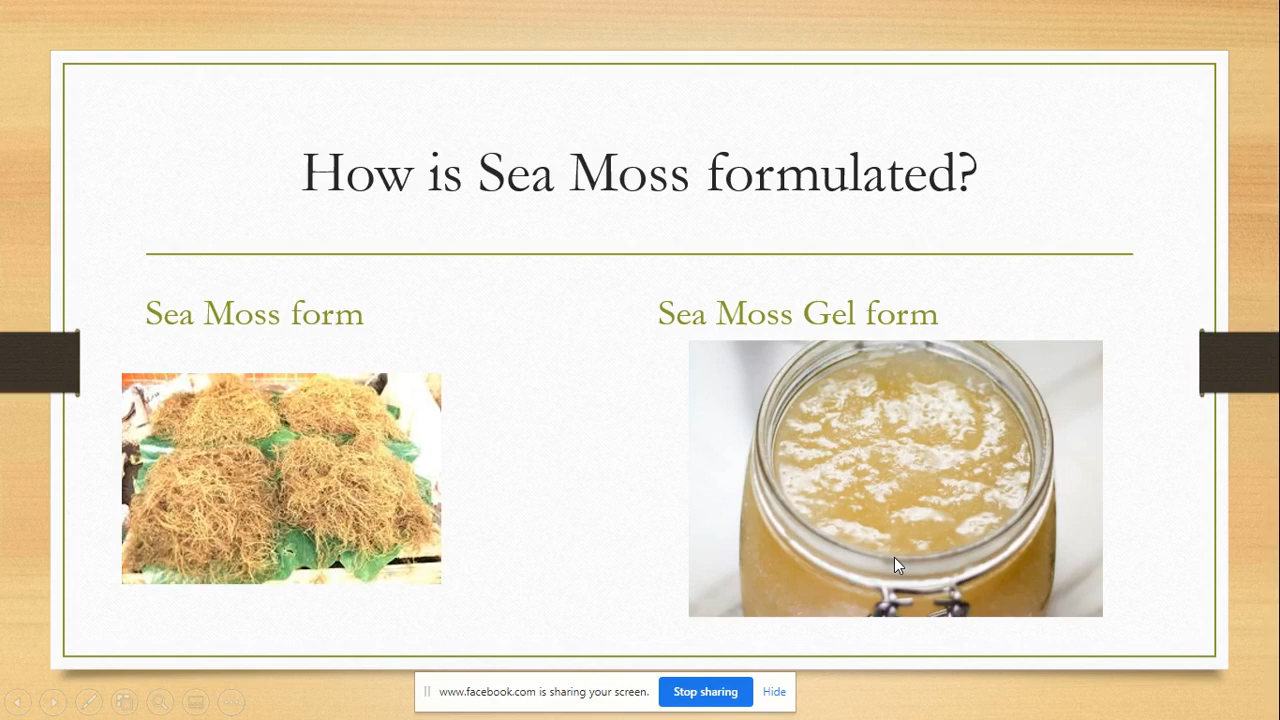 How is Sea Moss formulated?
Sea Moss form
Sea Moss Gel form
www.facebook.com is sharing your screen.
Stop sharing
Hide